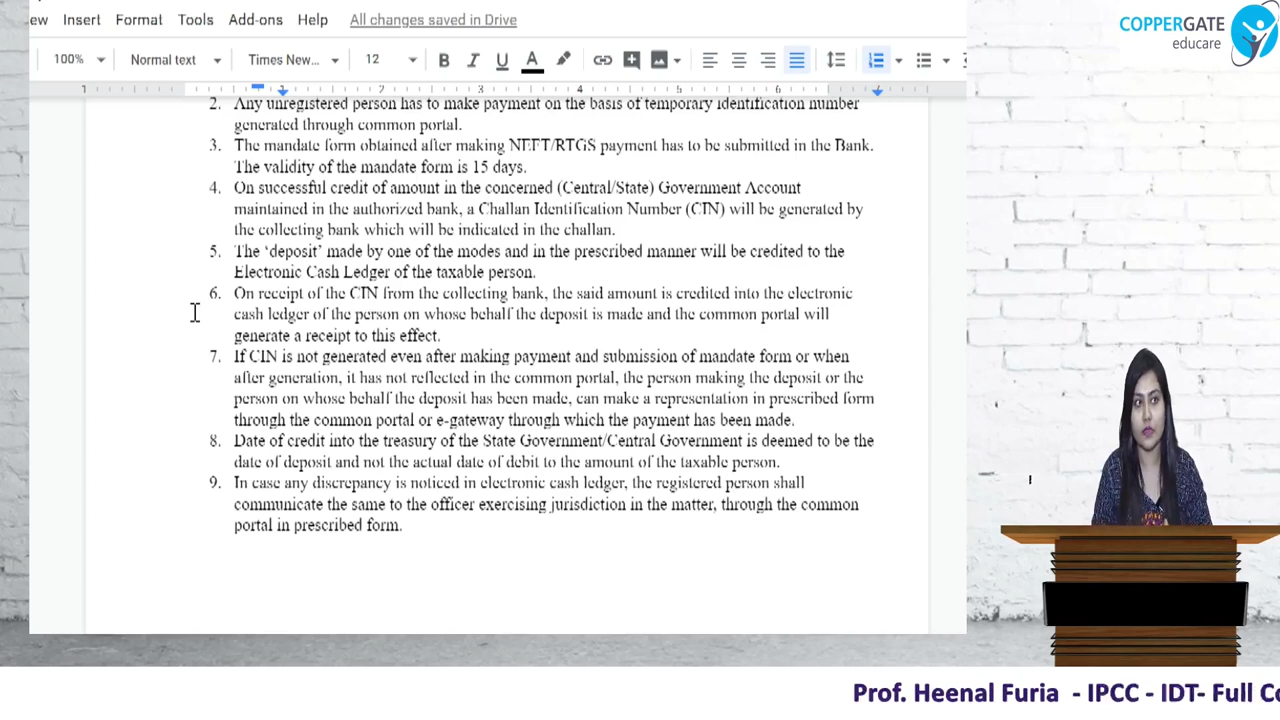 ew Insert Format Tools Add-ons Help All changes saved in Drive
COPPERGATE
educare
100% Normal text Times New... 12
1 1 2 3 4 5 6 7
2. Any unregistered person has to make payment on the basis of temporary identification number
generated through common portal.
3. The mandate form obtained after making NEFT/RTGS payment has to be submitted in the Bank.
The validity of the mandate form is 15 days.
4. On successful credit of amount in the concerned (Central/State) Government Account
maintained in the authorized bank, a Challan Identification Number (CIN) will be generated by
the collecting bank which will be indicated in the challan.
5. The ‘deposit’ made by one of the modes and in the prescribed manner will be credited to the
Electronic Cash Ledger of the taxable person.
6. On receipt of the CIN from the collecting bank, the said amount is credited into the electronic
cash ledger of the person on whose behalf the deposit is made and the common portal will
generate a receipt to this effect.
7. If CIN is not generated even after making payment and submission of mandate form or when
after generation, it has not reflected in the common portal, the person making the deposit or the
person on whose behalf the deposit has been made, can make a representation in prescribed form
through the common portal or e-gateway through which the payment has been made.
8. Date of credit into the treasury of the State Government/Central Government is deemed to be the
date of deposit and not the actual date of debit to the amount of the taxable person.
9. In case any discrepancy is noticed in electronic cash ledger, the registered person shall
communicate the same to the officer exercising jurisdiction in the matter, through the common
portal in prescribed form.
Prof. Heenal Furia - IPCC - IDT- Full Co